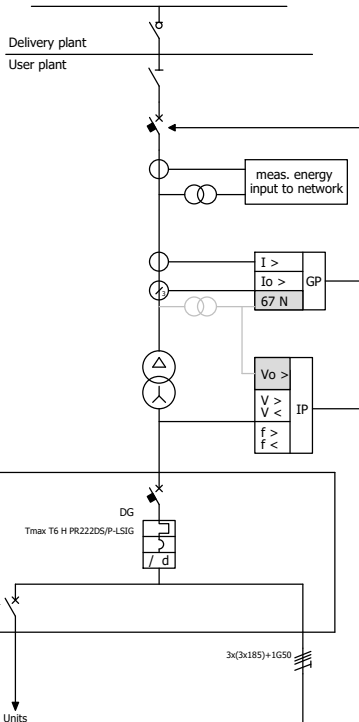 Delivery plant
User plant
meas. energy
input to network
I >
Io >
GP
3
67 N
Vo >
V >
V <
IP
f >
f <
DG
Tmax T6 H PR222DS/P-LSIG
/ d
3x(3x185)+1G50
Units